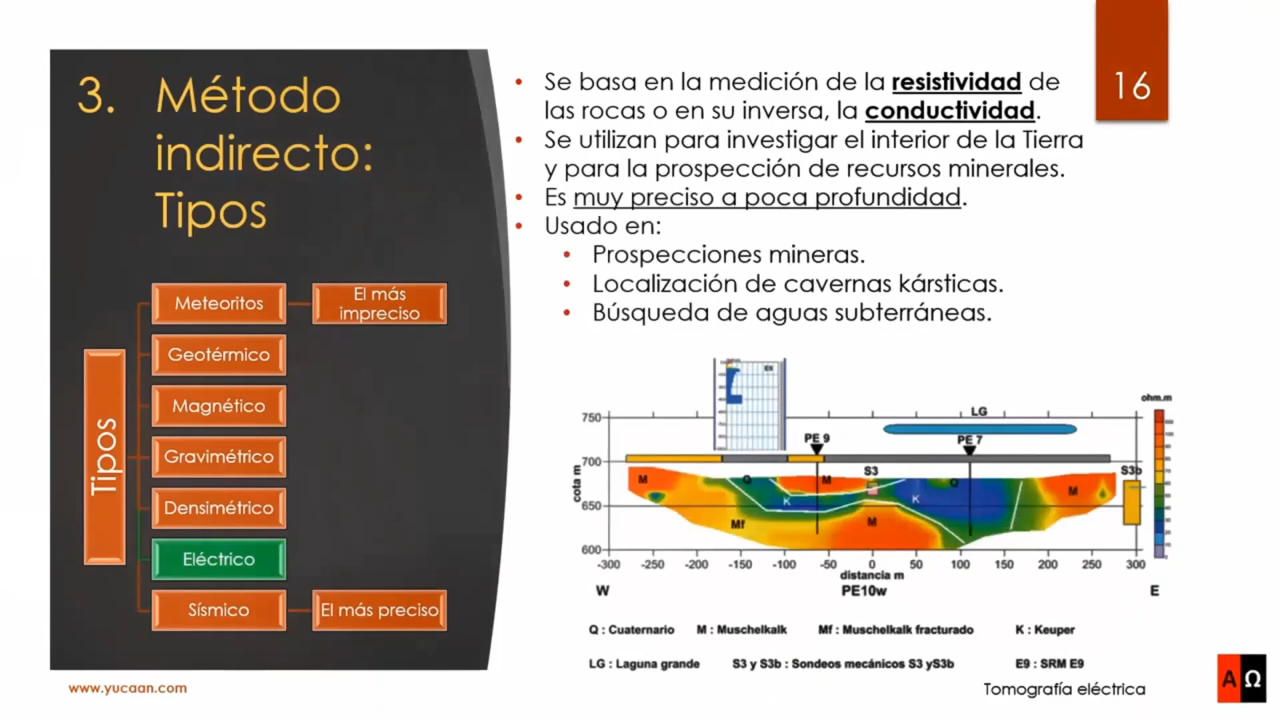 3. Método
indirecto:
Tipos
Tipos
Meteoritos
El más
impreciso
Geotérmico
Magnético
Gravimétrico
Densimétrico
Eléctrico
Sísmico
El más preciso
www.yucaan.com
16
• Se basa en la medición de la resistividad de
las rocas o en su inversa, la conductividad.
• Se utilizan para investigar el interior de la Tierra
y para la prospección de recursos minerales.
• Es muy preciso a poca profundidad.
• Usado en:
• Prospecciones mineras.
• Localización de cavernas kársticas.
• Búsqueda de aguas subterráneas.
E9
ohm.m
LG
750
PE 9
PE 7
700
S3
S3b
cota m
M
Q
M
Q
M
K
K
650
Mf
M
600
-300 -250 -200 -150 -100 -50 0 50 100 150 200 250 300
distancia m
W
PE10w
E
Q : Cuaternario M : Muschelkalk Mf : Muschelkalk fracturado K : Keuper
LG : Laguna grande S3 y S3b : Sondeos mecánicos S3 yS3b E9 : SRM E9
Tomografía eléctrica
AΩ